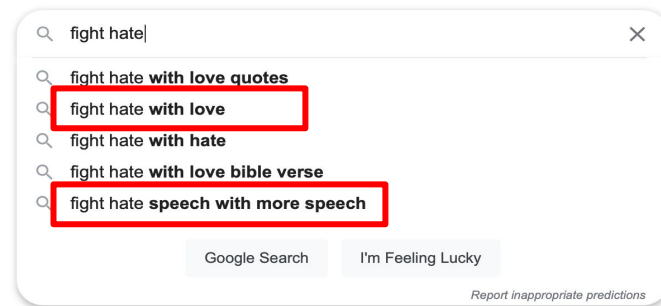 fight hate
fight hate with love quotes
fight hate with love
fight hate with hate
fight hate with love bible verse
fight hate speech with more speech
Google Search I'm Feeling Lucky
Report inappropriate predictions